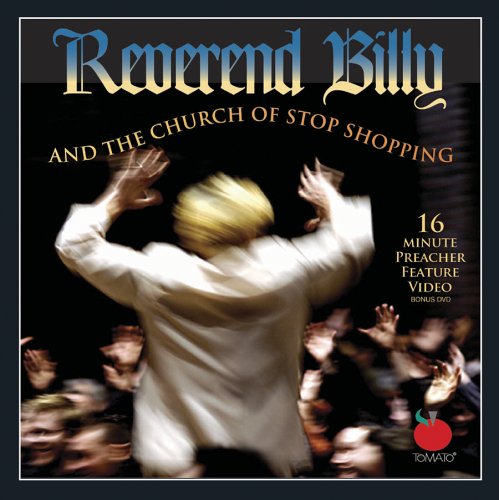 Reverend Billy
AND THE CHURCH OF STOP SHOPPING
16
MINUTE
PREACHER
FEATURE
VIDEO
BONUS DVD
TOMATO®